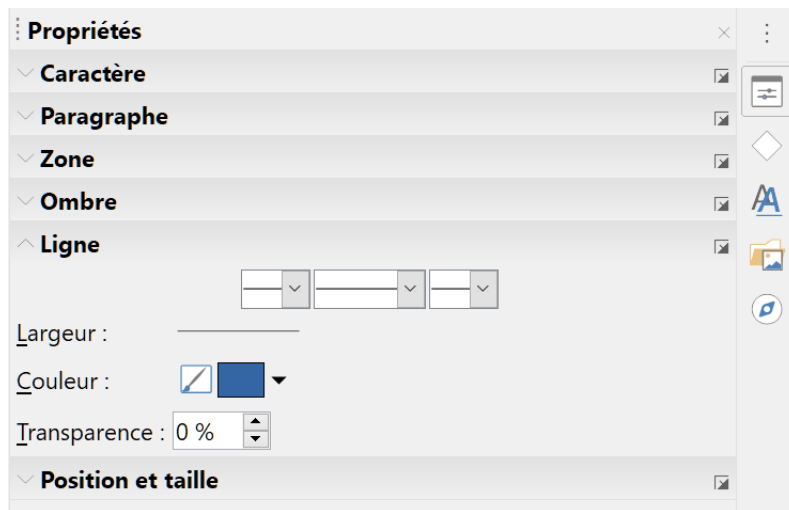 Propriétés
Caractère
Paragraphe
Zone
Ombre
Ligne
Largeur :
Couleur :
Transparence : 0 %
Position et taille